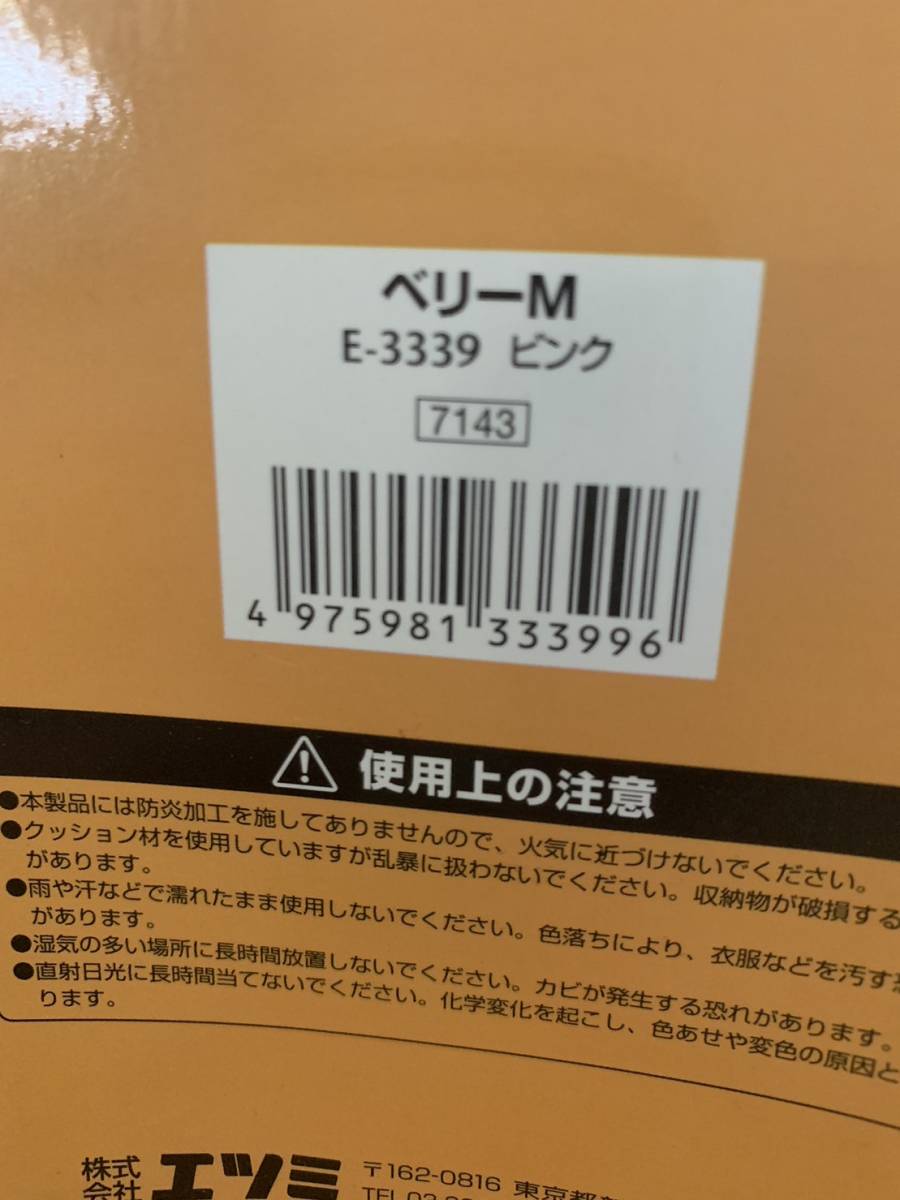 ベリーM
E-3339 ピンク
7143
4 975981 333996
使用上の注意
●本製品には防炎加工を施してありませんので、火気に近づけないでください。
●クッション材を使用していますが乱暴に扱わないでください。収納物が破損する
があります。
●雨や汗などで濡れたまま使用しないでください。色落ちにより、衣服などを汚す
があります。
●湿気の多い場所に長時間放置しないでください。カビが発生する恐れがあります。
●直射日光に長時間当てないでください。化学変化を起こし、色あせや変色の原因と
ります。
株式
会社 エツミ 〒162-0816 東京都
TEL 03